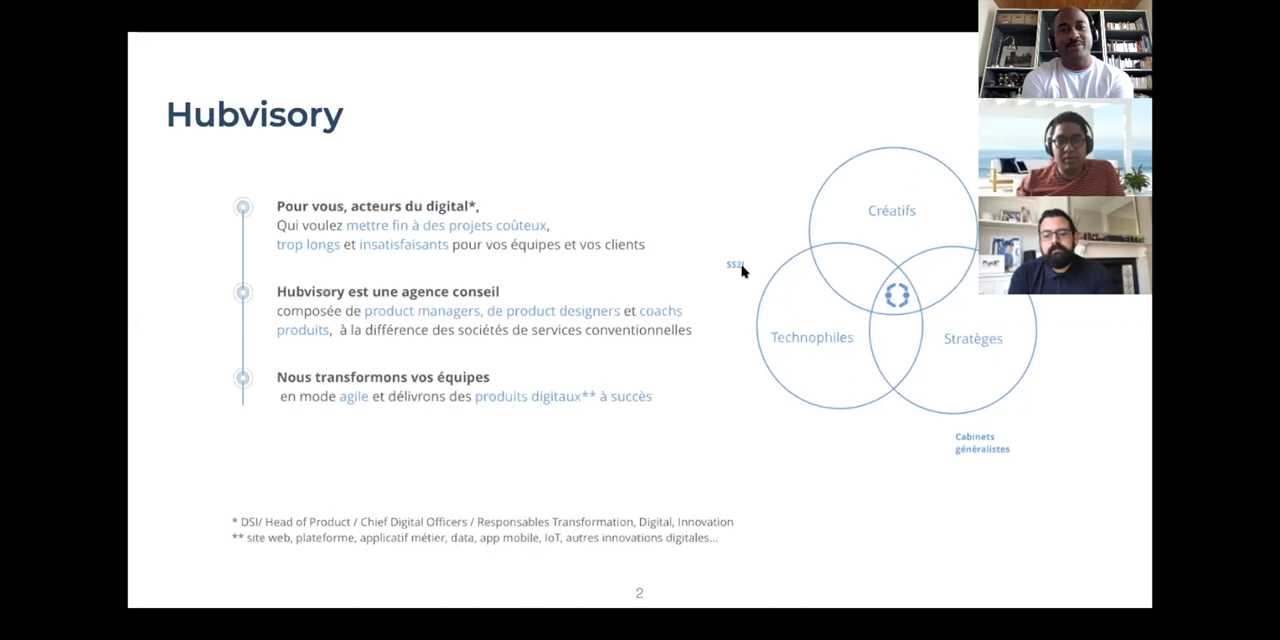 Hubvisory
Pour vous, acteurs du digital*,
Qui voulez mettre fin à des projets coûteux,
trop longs et insatisfaisants pour vos équipes et vos clients
Hubvisory est une agence conseil
composée de product managers, de product designers et coachs
produits, à la différence des sociétés de services conventionnelles
Nous transformons vos équipes
en mode agile et délivrons des produits digitaux** à succès
Créatifs
SS2I
Technophiles
Stratèges
Cabinets
généralistes
* DSI/ Head of Product / Chief Digital Officers / Responsables Transformation, Digital, Innovation
** site web, plateforme, applicatif métier, data, app mobile, IoT, autres innovations digitales...
2